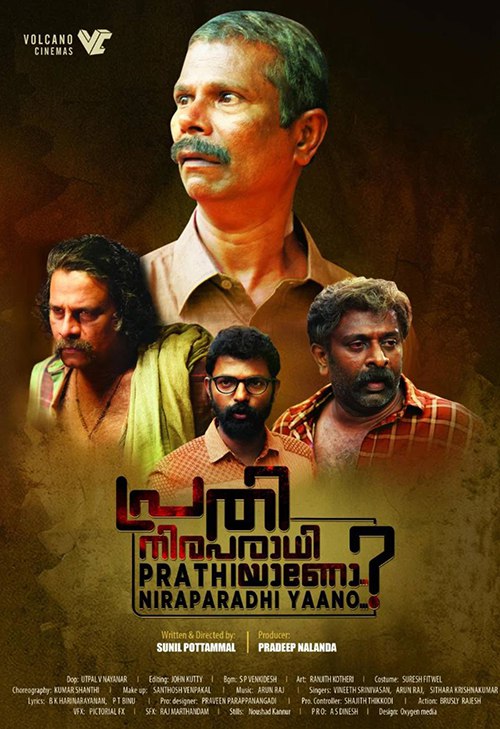 VOLCANO
CINEMAS
പ്രതി
നിരപരാധി
PRATHIയാണോ...?
NIRAPARADHI YAANO...
Written & Directed by: | Producer:
SUNIL POTTAMMAL PRADEEP NALANDA
Dop: UTPAL V NAYANAR | Editing: JOHN KUTTY | Bgm: S P VENKIDESH | Art: RANJITH KOTHERI | Costume: SURESH FITWEL
Choreography: KUMAR SHANTHI | Make up: SANTHOSH VENPAKAL | Music: ARUN RAJ | Singers: VINEETH SRINIVASAN, ARUN RAJ, SITHARA KRISHNAKUMAR
Lyrics: B K HARINARAYANAN, P T BINU | Pro: designer: PRAVEEN PARAPPANANGADI | Pro. Controller: SHAJITH THIKKODI | Action: BRUSLY RAJESH
VFX: PICTORIAL FX | SFX: RAJ MARTHANDAM | Stills: Noushad Kannur | P R O: A S DINESH | Design: Oxygen media